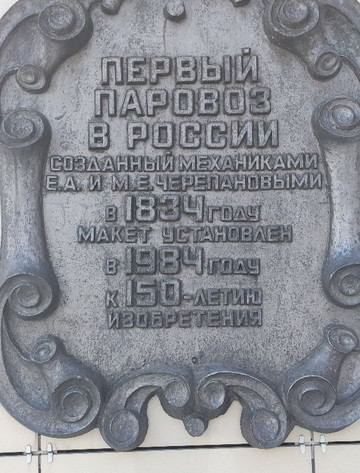 ПЕРВЫЙ
ПАРОВОЗ
В РОССИИ
СОЗДАННЫЙ МЕХАНИКАМИ
Е.А. И М.Е. ЧЕРЕПАНОВЫМИ
В 1834 ГОДУ
МАКЕТ УСТАНОВЛЕН
В 1984 ГОДУ
К 150-ЛЕТИЮ
ИЗОБРЕТЕНИЯ